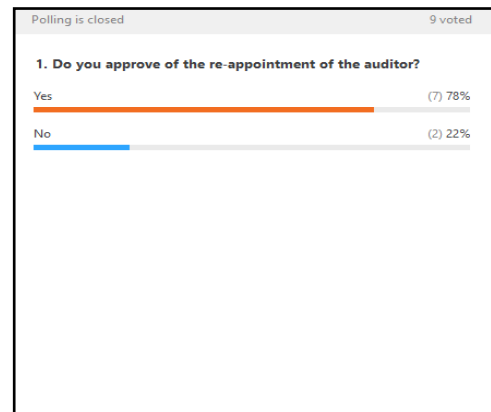 Polling is closed 9 voted
1. Do you approve of the re-appointment of the auditor?
Yes (7) 78%
No (2) 22%